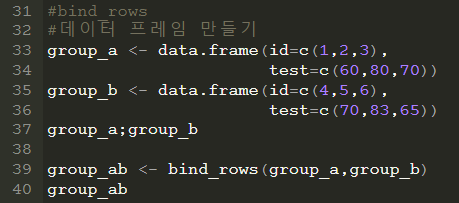 31 #bind_rows
32 #데이터 프레임 만들기
33 group_a <- data.frame(id=c(1,2,3),
34                       test=c(60,80,70))
35 group_b <- data.frame(id=c(4,5,6),
36                       test=c(70,83,65))
37 group_a;group_b
38
39 group_ab <- bind_rows(group_a,group_b)
40 group_ab